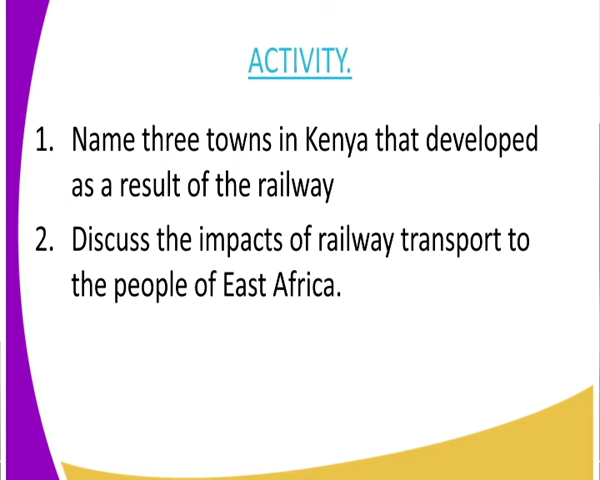 ACTIVITY.
1. Name three towns in Kenya that developed
as a result of the railway
2. Discuss the impacts of railway transport to
the people of East Africa.